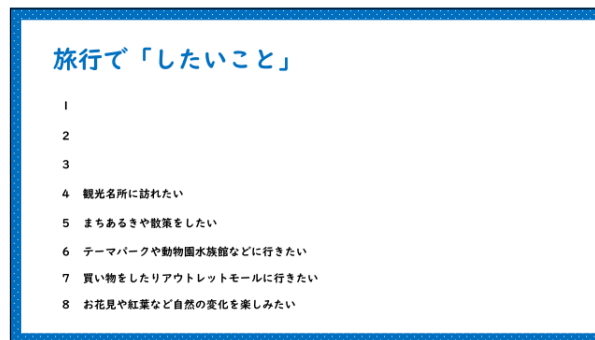 旅行で「したいこと」
1
2
3
4 観光名所に訪れたい
5 まちあるきや散策をしたい
6 テーマパークや動物園水族館などに行きたい
7 買い物をしたりアウトレットモールに行きたい
8 お花見や紅葉など自然の変化を楽しみたい